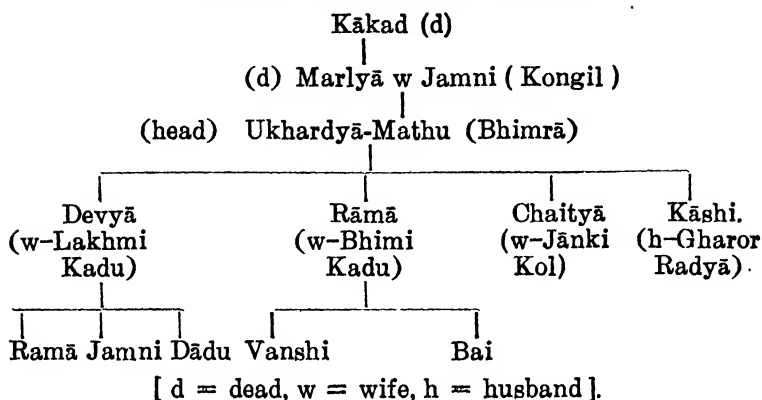 Kākad (d)
(d) Marlyā w Jamni ( Kongil )
(head) Ukhardyā-Mathu (Bhimrā)
Devyā Rāmā Chaityā Kāshi.
(w-Lakhmi (w-Bhimi (w-Jānki (h-Gharor
Kadu) Kadu) Kol) Radyā).
Ramā Jamni Dādu Vanshi Bai
[ d = dead, w = wife, h = husband ].